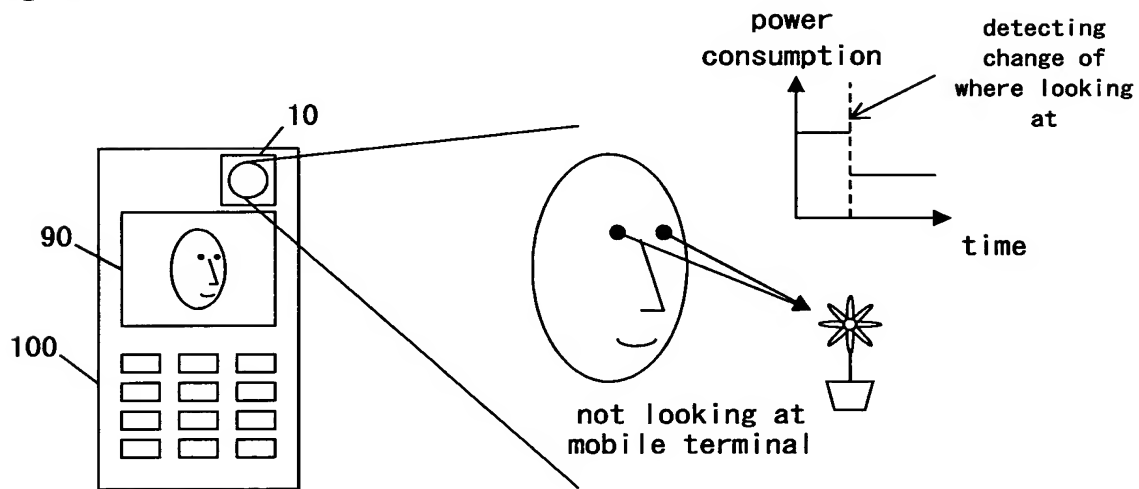 power
consumption
detecting
change of
where looking
at
10
90
100
time
not looking at
mobile terminal